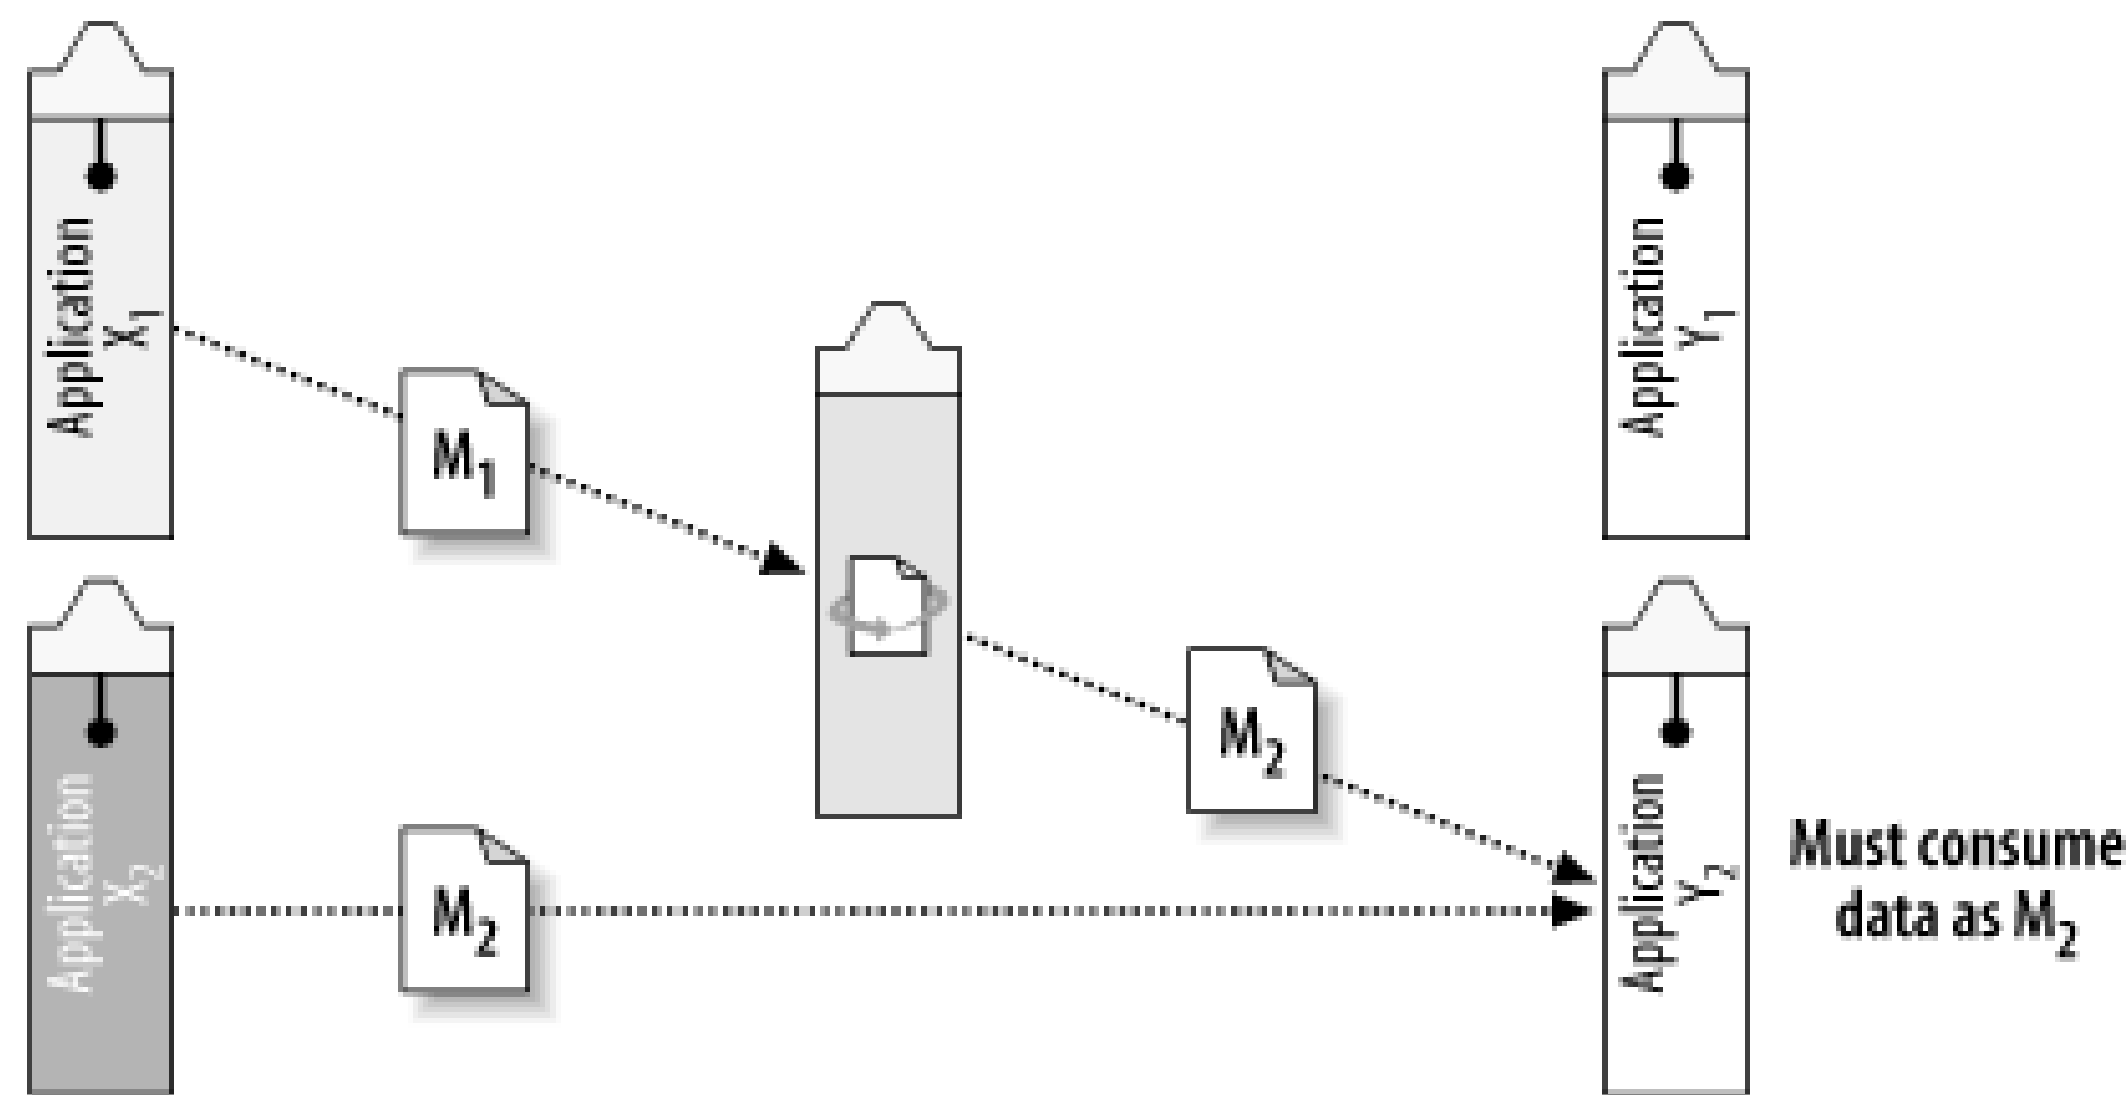 Application
X₁
M₁
Application
Y₁
M₂
Application
X₂
M₂
Application
Y₂
Must consume
data as M₂